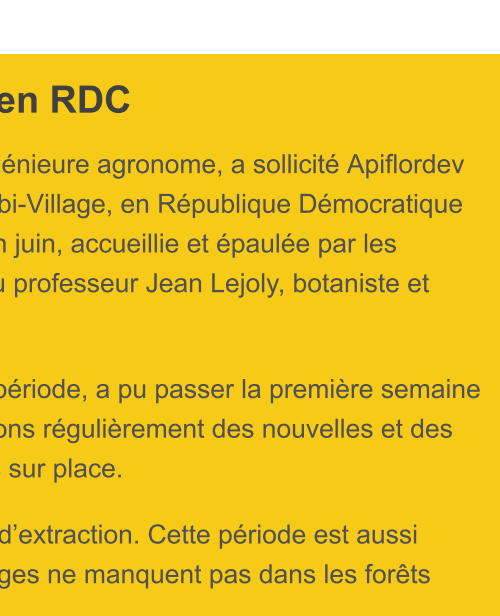 en RDC
énieure agronome, a sollicité Apiflordev
bi-Village, en République Démocratique
n juin, accueillie et épaulée par les
u professeur Jean Lejoly, botaniste et
période, a pu passer la première semaine
ons régulièrement des nouvelles et des
sur place.
d’extraction. Cette période est aussi
ges ne manquent pas dans les forêts